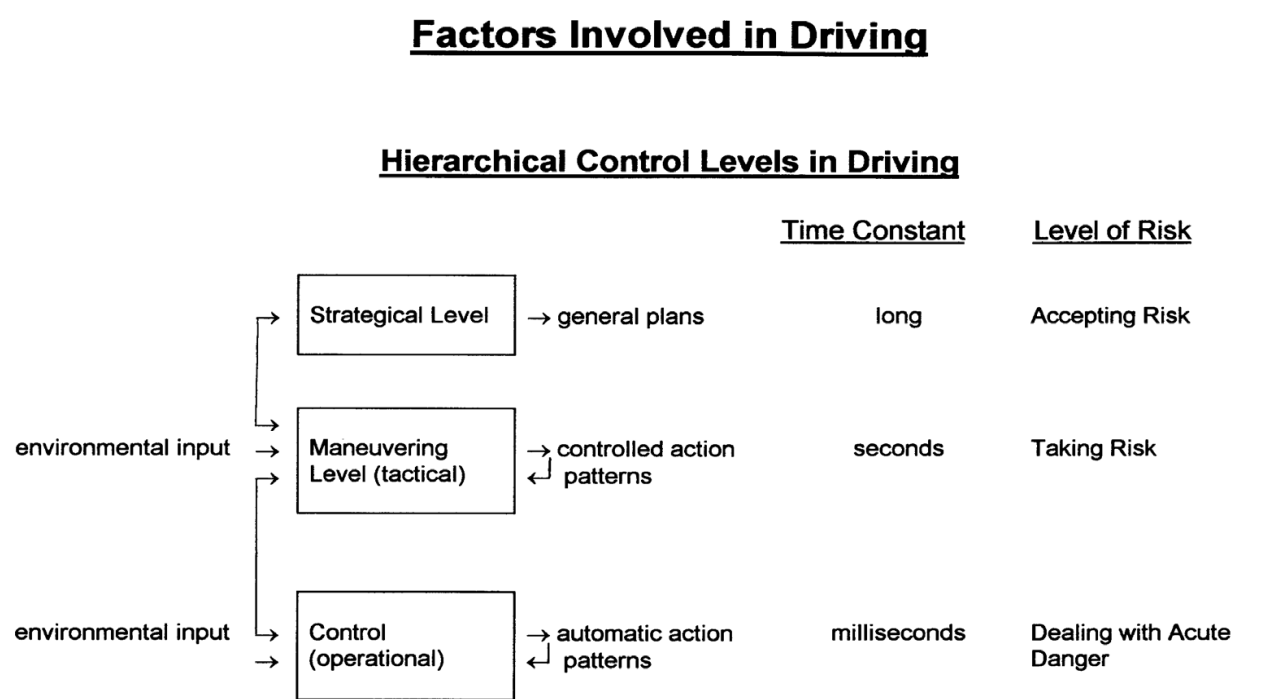 Factors Involved in Driving
Hierarchical Control Levels in Driving
Time Constant Level of Risk
Strategical Level → general plans long Accepting Risk
environmental input → Maneuvering → controlled action seconds Taking Risk
Level (tactical) patterns
environmental input Control → automatic action milliseconds Dealing with Acute
→ (operational) patterns Danger